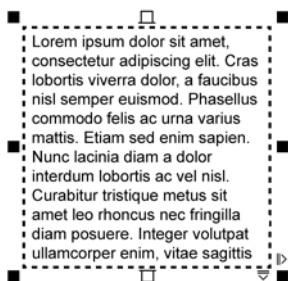 Lorem ipsum dolor sit amet,
consectetur adipiscing elit. Cras
lobortis viverra dolor, a faucibus
nisl semper euismod. Phasellus
commodo felis ac urna varius
mattis. Etiam sed enim sapien.
Nunc lacinia diam a dolor
interdum lobortis ac vel nisl.
Curabitur tristique metus sit
amet leo rhoncus nec fringilla
diam posuere. Integer volutpat
ullamcorper enim, vitae sagittis